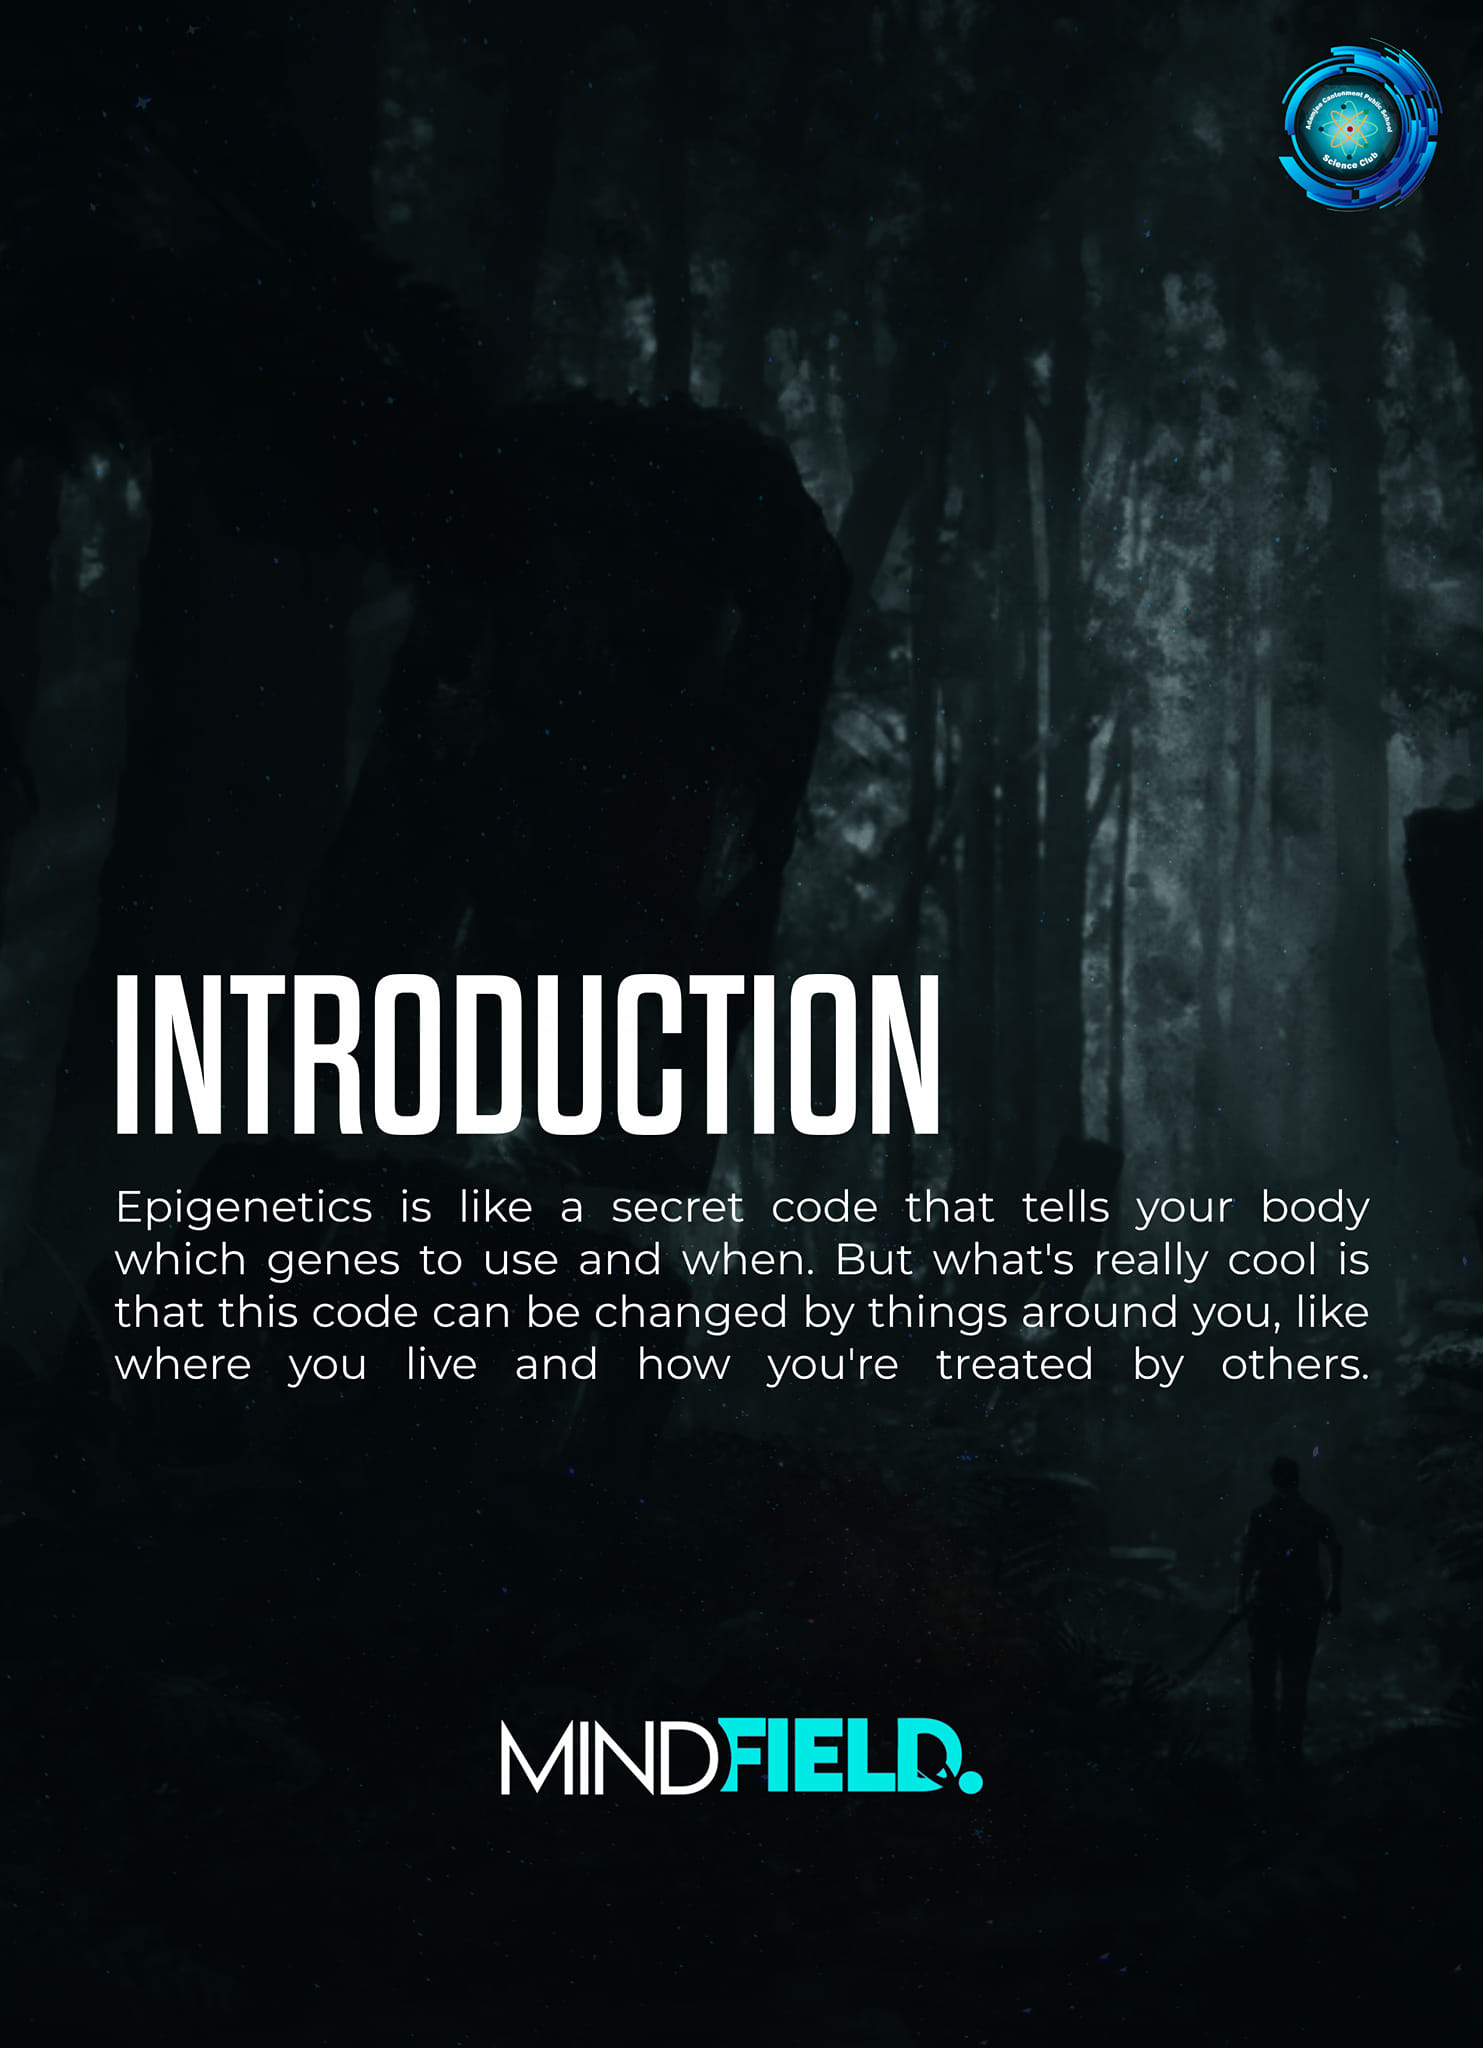 Adamjee Cantonment Public School
Science Club
INTRODUCTION
Epigenetics is like a secret code that tells your body
which genes to use and when. But what's really cool is
that this code can be changed by things around you, like
where you live and how you're treated by others.
MINDFIELD.